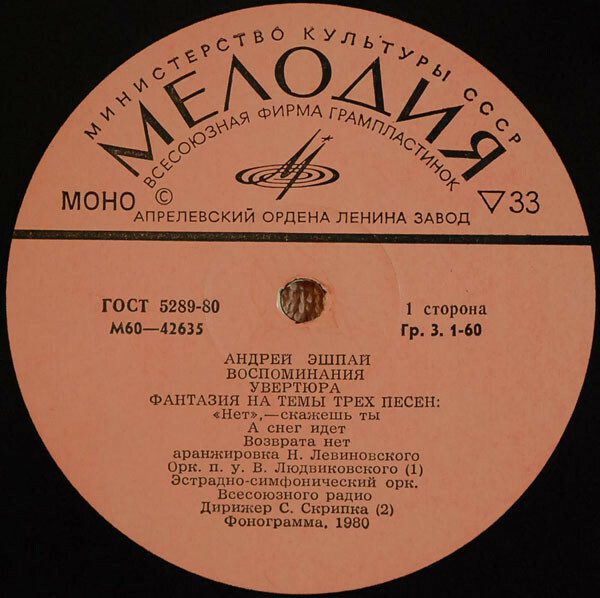 МИНИСТЕРСТВО КУЛЬТУРЫ СССР
МЕЛОДИЯ
ВСЕСОЮЗНАЯ ФИРМА ГРАМПЛАСТИНОК
МОНО © ▽ 33
АПРЕЛЕВСКИЙ ОРДЕНА ЛЕНИНА ЗАВОД
ГОСТ 5289-80
М60—42635
1 сторона
Гр. 3. 1-60
АНДРЕЙ ЭШПАЙ
ВОСПОМИНАНИЯ
УВЕРТЮРА
ФАНТАЗИЯ НА ТЕМЫ ТРЕХ ПЕСЕН:
«Нет»,—скажешь ты
А снег идет
Возврата нет
аранжировка Н. Левиновского
Орк. п. у. В. Людвиковского (1)
Эстрадно-симфонический орк.
Всесоюзного радио
Дирижер С. Скрипка (2)
Фонограмма, 1980